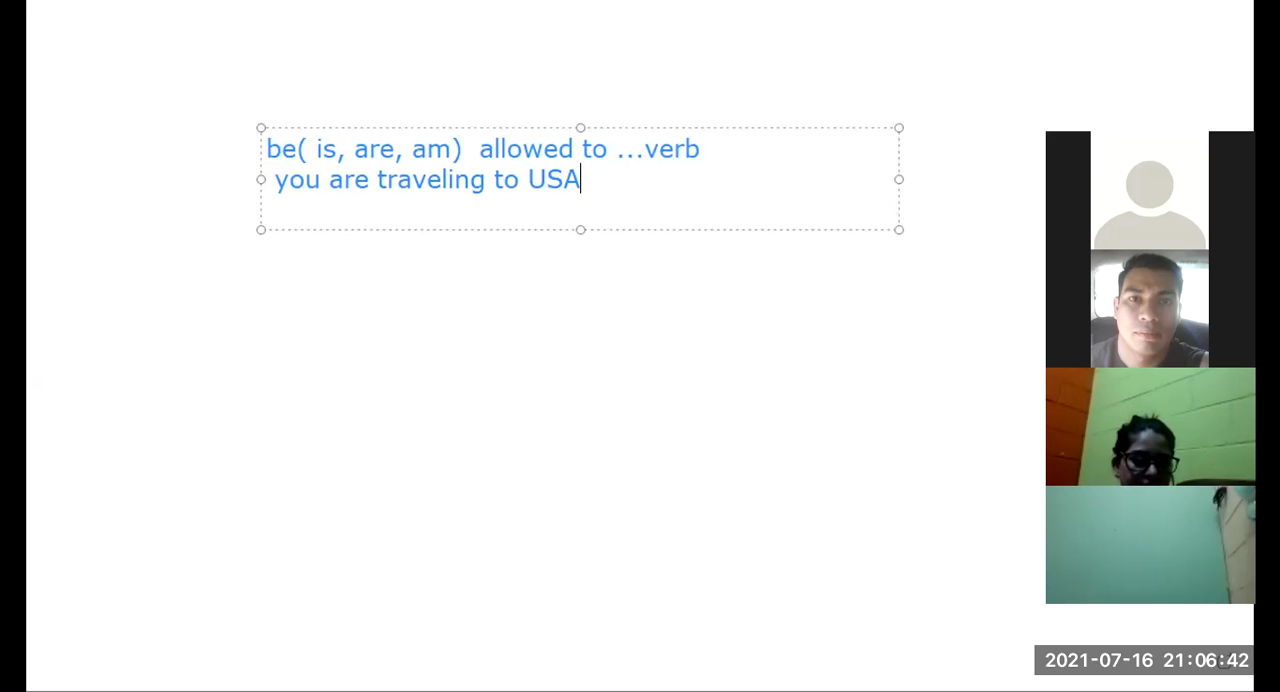 be( is, are, am)  allowed to ...verb
you are traveling to USA
2021-07-16 21:06:42